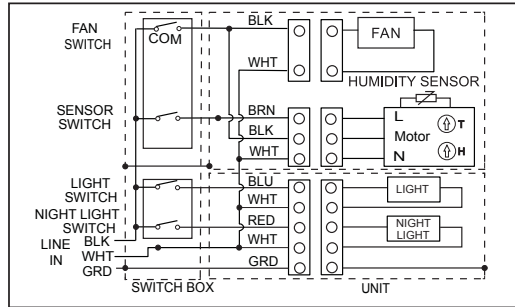 FAN
SWITCH
COM
BLK
FAN
WHT
HUMIDITY SENSOR
SENSOR
SWITCH
BRN
L
T
BLK
Motor
WHT
N
H
LIGHT
SWITCH
BLU
LIGHT
WHT
NIGHT LIGHT
SWITCH
RED
NIGHT
LIGHT
LINE
IN
BLK
WHT
WHT
GRD
GRD
SWITCH BOX
UNIT